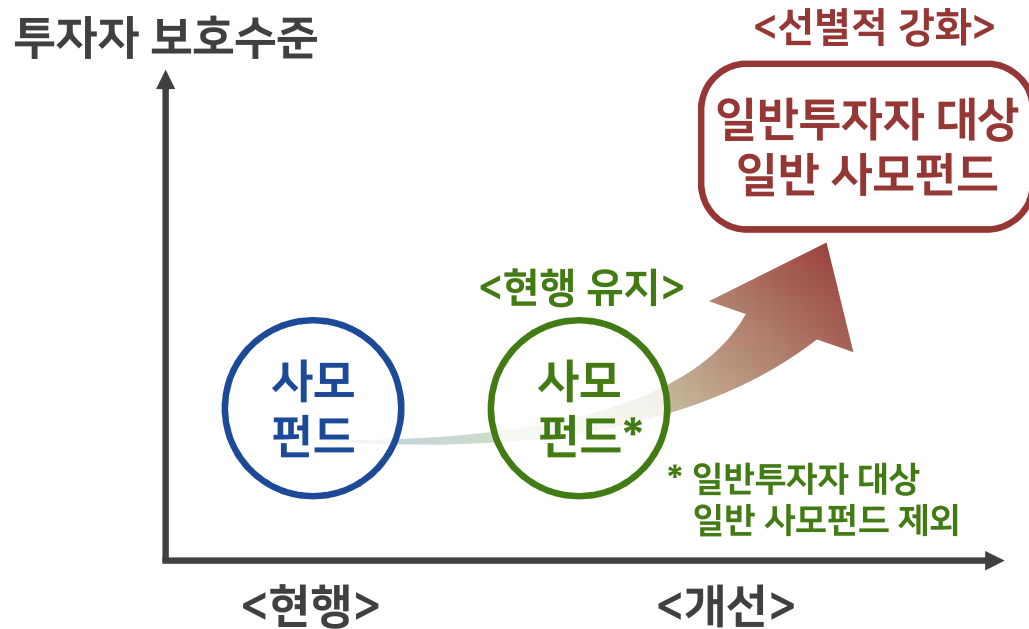 투자자 보호수준
<선별적 강화>
일반투자자 대상
일반 사모펀드
<현행 유지>
사모
펀드
사모
펀드*
* 일반투자자 대상
일반 사모펀드 제외
<현행>
<개선>